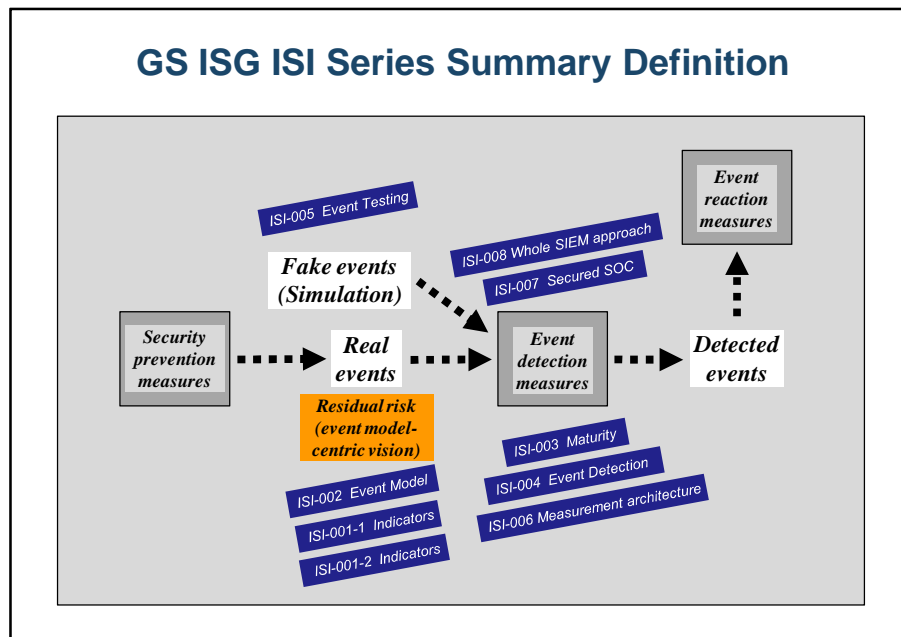 GS ISG ISI Series Summary Definition
ISI-005 Event Testing
Event
reaction
measures
ISI-008 Whole SIEM approach
ISI-007 Secured SOC
Fake events
(Simulation)
Security
prevention
measures
Real
events
Event
detection
measures
Detected
events
Residual risk
(event model-
centric vision)
ISI-003 Maturity
ISI-004 Event Detection
ISI-006 Measurement architecture
ISI-002 Event Model
ISI-001-1 Indicators
ISI-001-2 Indicators